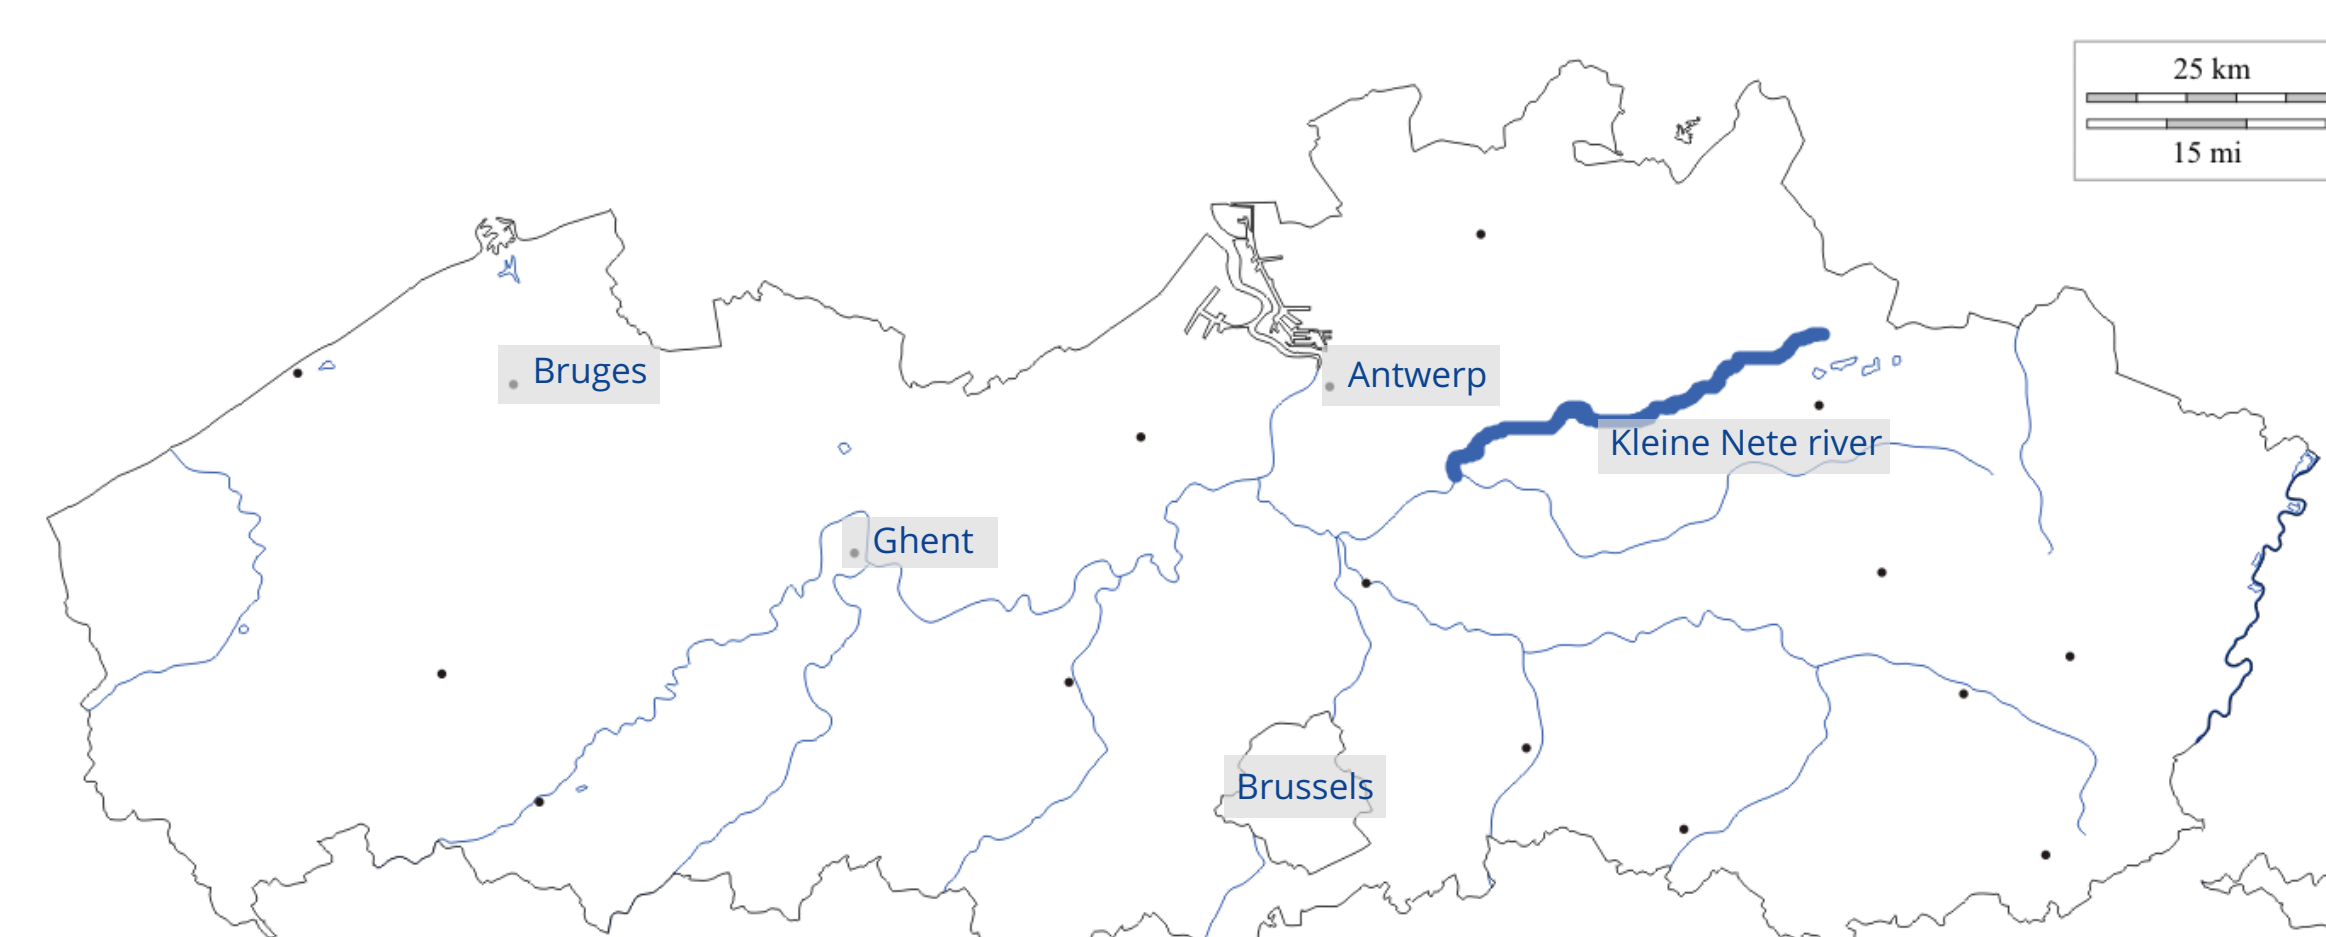 25 km
15 mi
Bruges
Antwerp
Kleine Nete river
Ghent
Brussels